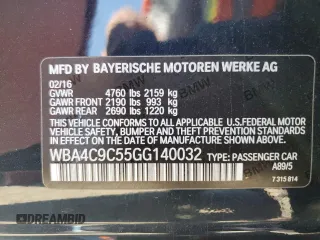 MFD BY BAYERISCHE MOTOREN WERKE AG
02/16
GVWR 4760 lbs 2159 kg
GAWR FRONT 2190 lbs 993 kg
GAWR REAR 2690 lbs 1220 kg
THIS VEHICLE CONFORMS TO ALL APPLICABLE
U.S. FEDERAL MOTOR VEHICLE SAFETY, BUMPER,
AND THEFT PREVENTION STANDARDS IN EFFECT
ON THE DATE OF MANUFACTURE SHOWN ABOVE.
WBA4C9C55GG140032 TYPE: PASSENGER CAR
A89/5
7 315 814
AUCTIONHISTORY.IO